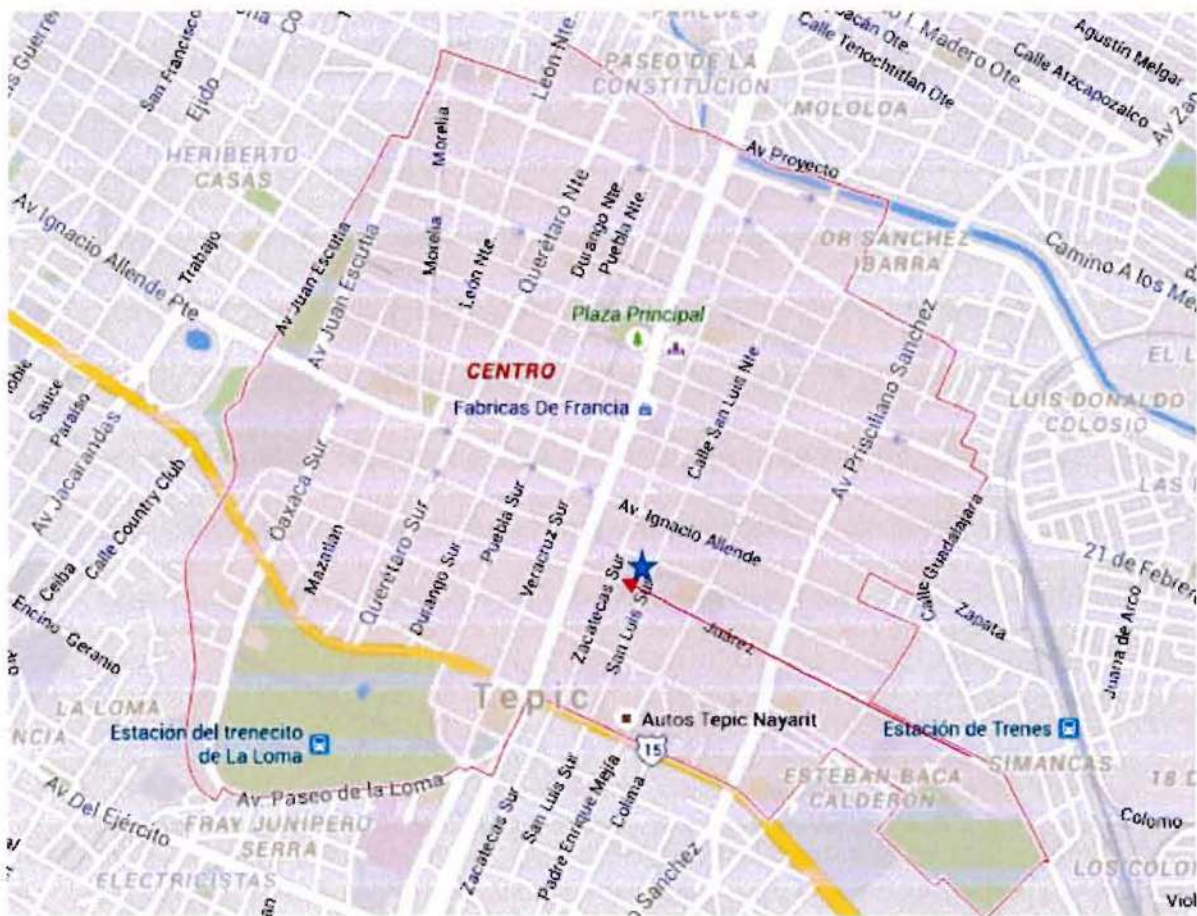 León Nte.
PASEO DE LA
CONSTITUCIÓN
Calle Tenochtitlan Ote
I. Madero Ote.
Calle Atzcapozalco
Agustín Melgar
MOLOLOA
San Francisco
Ejido
HERIBERTO
CASAS
Morelia
Av Proyecto
Av Ignacio Allende Pte
Trabajo
Av Juan Escutia
Av Juan Escutia
Morelia
León Nte
Querétaro Nte
Durango Nte
Puebla Nte.
DR SANCHEZ
IBARRA
Plaza Principal
CENTRO
Fabricas De Francia
Calle San Luis Nte
Av Prisciliano Sanchez
LUIS DONALDO
COLOSIO
Sauce
Paraíso
Av Jacarandas
Calle Country Club
Ceiba
Oaxaca Sur
Mazatlan
Querétaro Sur
Durango Sur
Puebla Sur
Veracruz Sur
Av. Ignacio Allende
Zacatecas Sur
San Luis Sur
Juárez
Calle Guadalajara
Zapata
Juana de Arco
Encino
Geranio
LA LOMA
Tepic
Autos Tepic Nayarit
15
Estación del trenecito
de La Loma
Estación de Trenes
SIMANCAS
ESTEBAN BACA
CALDERON
Av. Paseo de la Loma
Av Del Ejército
FRAY JUNIPERO
SERRA
ELECTRICISTAS
Zacatecas Sur
San Luis Sur
Padre Enrique Mejía
Colima
Sanchez
Colomo